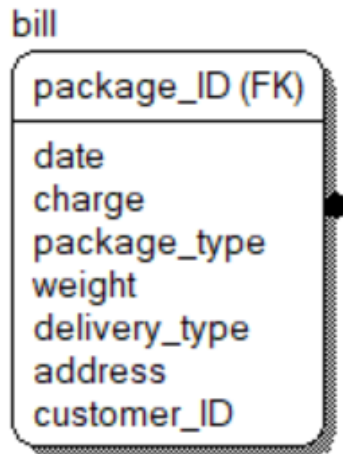 bill
package_ID (FK)
date
charge
package_type
weight
delivery_type
address
customer_ID